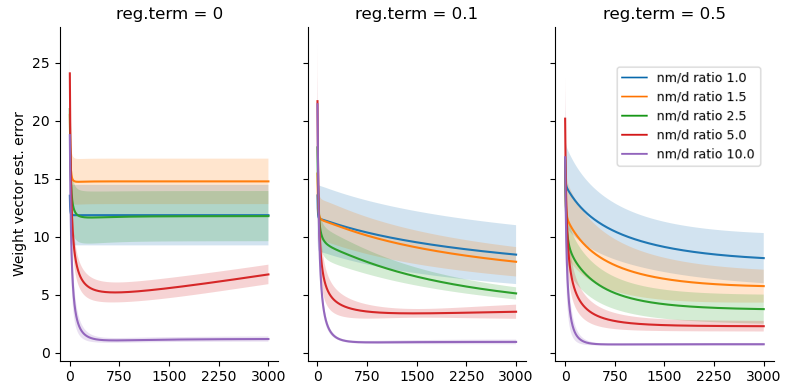 reg.term = 0
reg.term = 0.1
reg.term = 0.5
Weight vector est. error
25
20
15
10
5
0
nm/d ratio 1.0
nm/d ratio 1.5
nm/d ratio 2.5
nm/d ratio 5.0
nm/d ratio 10.0
0 750 1500 2250 3000
0 750 1500 2250 3000
0 750 1500 2250 3000